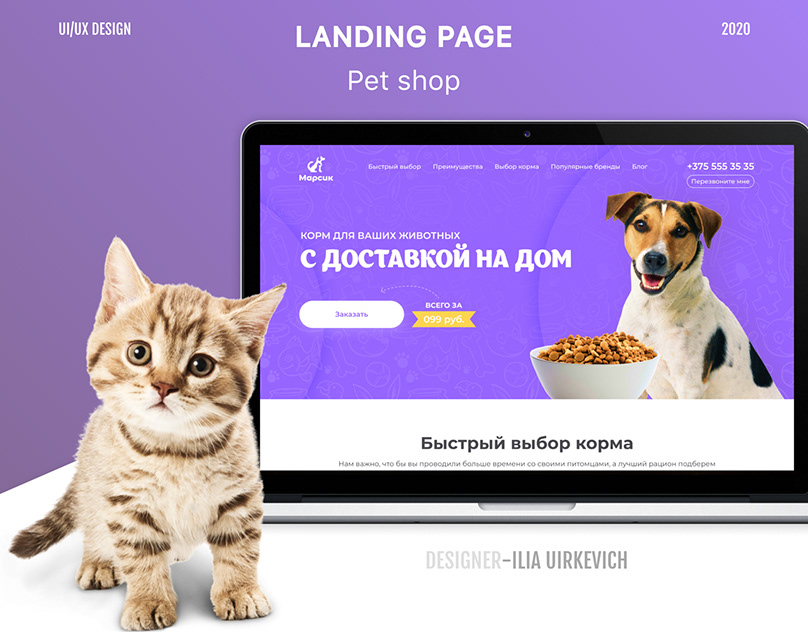 UI/UX DESIGN
LANDING PAGE
2020
Pet shop
Марсик
Быстрый выбор Преимущества Выбор корма Популярные бренды Блог
+375 555 35 35
Перезвоните мне
КОРМ ДЛЯ ВАШИХ ЖИВОТНЫХ
С ДОСТАВКОЙ НА ДОМ
Заказать
ВСЕГО ЗА
099 руб.
Быстрый выбор корма
Нам важно, что бы вы проводили больше времени со своими питомцами, а лучший рацион подберем
DESIGNER-ILIA UIRKEVICH